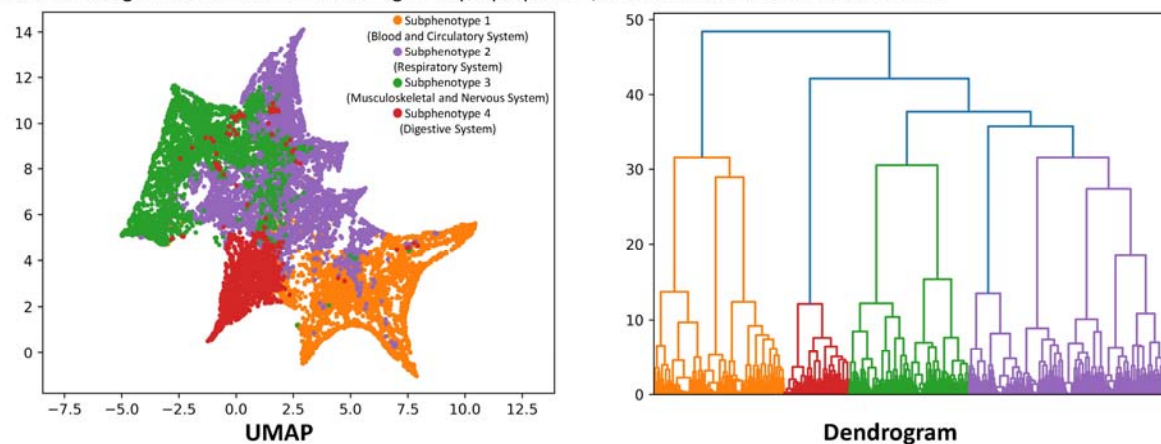 14
12
10
8
6
4
2
0
−7.5 −5.0 −2.5 0.0 2.5 5.0 7.5 10.0 12.5
Subphenotype 1
(Blood and Circulatory System)
Subphenotype 2
(Respiratory System)
Subphenotype 3
(Musculoskeletal and Nervous System)
Subphenotype 4
(Digestive System)
UMAP
50
40
30
20
10
0
Dendrogram